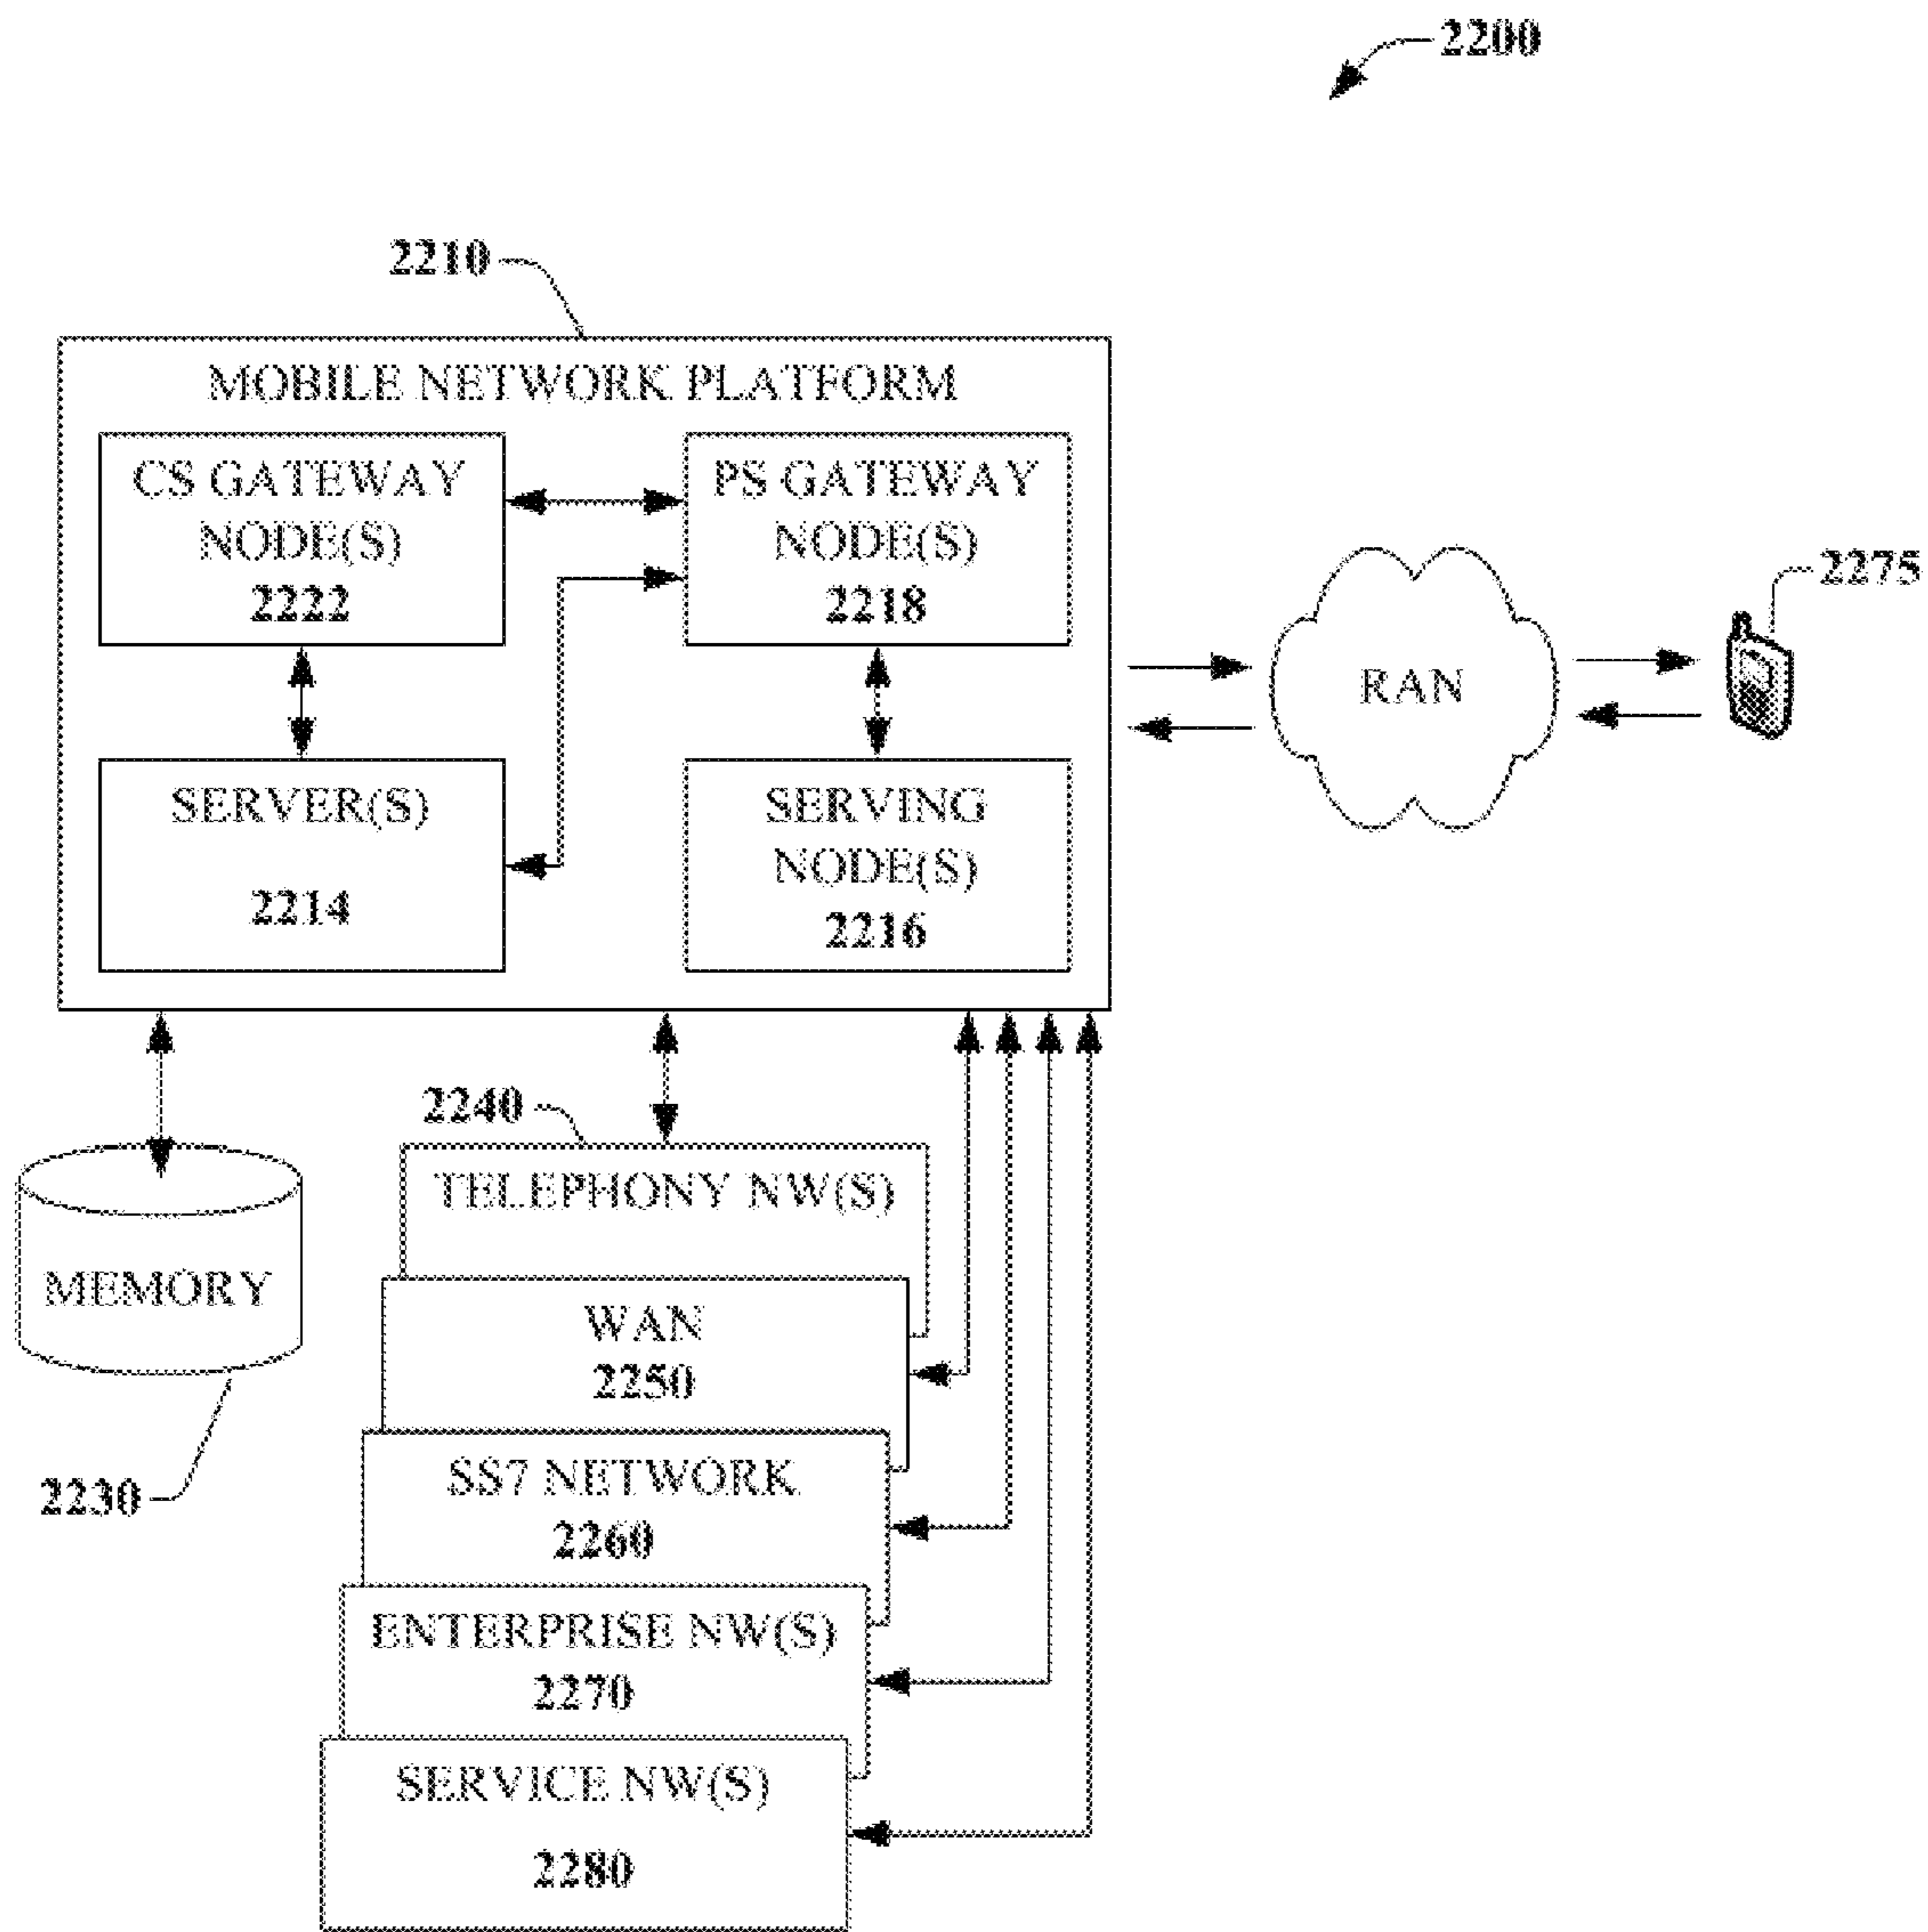 2200
2210
MOBILE NETWORK PLATFORM
CS GATEWAY
NODE(S)
2222
PS GATEWAY
NODE(S)
2218
SERVER(S)
2214
SERVING
NODE(S)
2216
RAN
2275
2240
TELEPHONY NW(S)
MEMORY
2230
WAN
2250
SS7 NETWORK
2260
ENTERPRISE NW(S)
2270
SERVICE NW(S)
2280